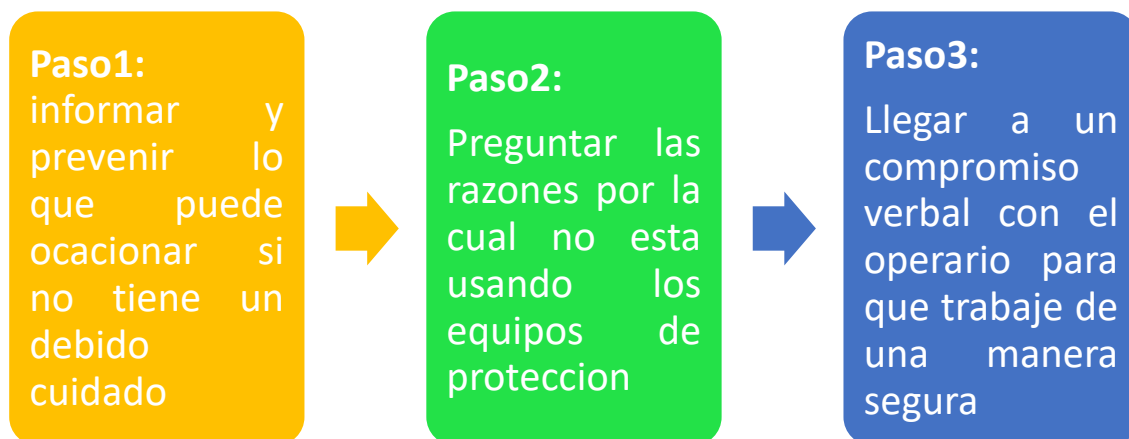 Paso1:
informar y
prevenir lo
que puede
ocacionar si
no tiene un
debido
cuidado
Paso2:
Preguntar las
razones por la
cual no esta
usando los
equipos de
proteccion
Paso3:
Llegar a un
compromiso
verbal con el
operario para
que trabaje de
una manera
segura